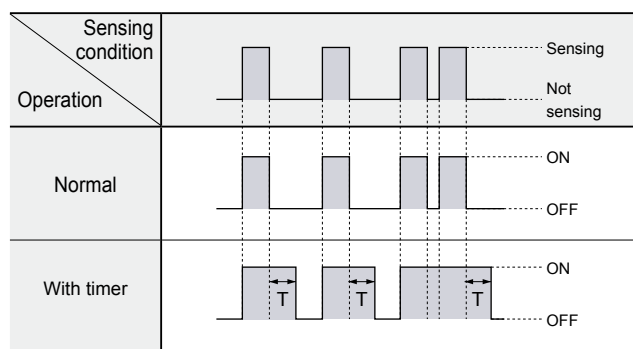 Sensing
condition
Operation
Sensing
Not
sensing
Normal
ON
OFF
With timer
T
T
T
ON
OFF